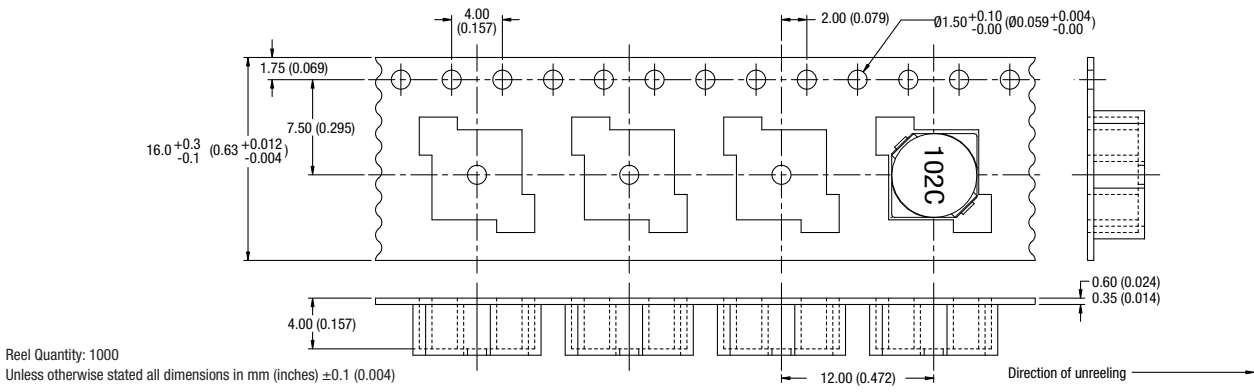 4.00
(0.157)
2.00 (0.079)
Ø1.50 +0.10 -0.00 (Ø0.059 +0.004 -0.00)
1.75 (0.069)
7.50 (0.295)
16.0 +0.3 -0.1 (0.63 +0.012 -0.004)
102C
0.60 (0.024)
0.35 (0.014)
4.00 (0.157)
12.00 (0.472)
Direction of unreeling
Reel Quantity: 1000
Unless otherwise stated all dimensions in mm (inches) ±0.1 (0.004)